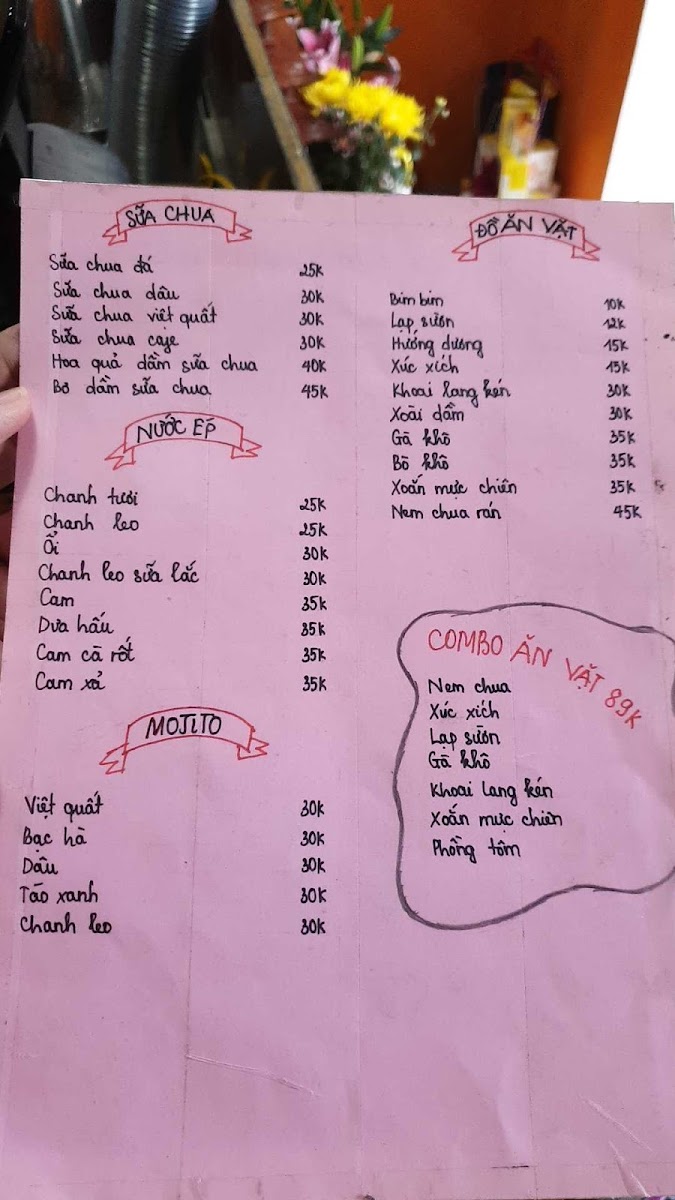 SỮA CHUA
Sữa chua đá 25K
Sữa chua dâu 30K
Sữa chua việt quất 30K
Sữa chua cafe 30K
Hoa quả dầm sữa chua 40K
Bơ dầm sữa chua 45K
NƯỚC ÉP
Chanh tươi 25K
Chanh leo 25K
Ổi 30K
Chanh leo sữa lắc 30K
Cam 35K
Dưa hấu 35K
Cam cà rốt 35K
Cam xả 35K
MOJITO
Việt quất 30K
Bạc hà 30K
Dâu 30K
Táo xanh 30K
Chanh leo 30K
ĐỒ ĂN VẶT
Bim bim 10K
Lạp sườn 12K
Hướng dương 15K
Xúc xích 15K
Khoai lang kén 30K
Xoài dầm 30K
Gà khô 35K
Bò khô 35K
Xoắn mực chiên 35K
Nem chua rán 45K
COMBO ĂN VẶT 89K
Nem chua
Xúc xích
Lạp sườn
Gà khô
Khoai lang kén
Xoắn mực chiên
Phồng tôm